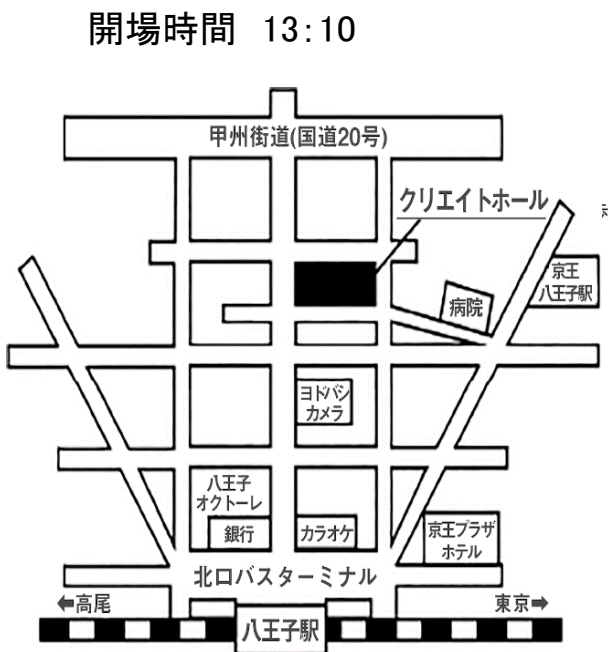 開場時間 13:10
甲州街道(国道20号)
クリエイトホール
京王
八王子駅
病院
ヨドバシ
カメラ
八王子
オクトーレ
銀行
カラオケ
京王プラザ
ホテル
北口バスターミナル
←高尾
東京→
八王子駅